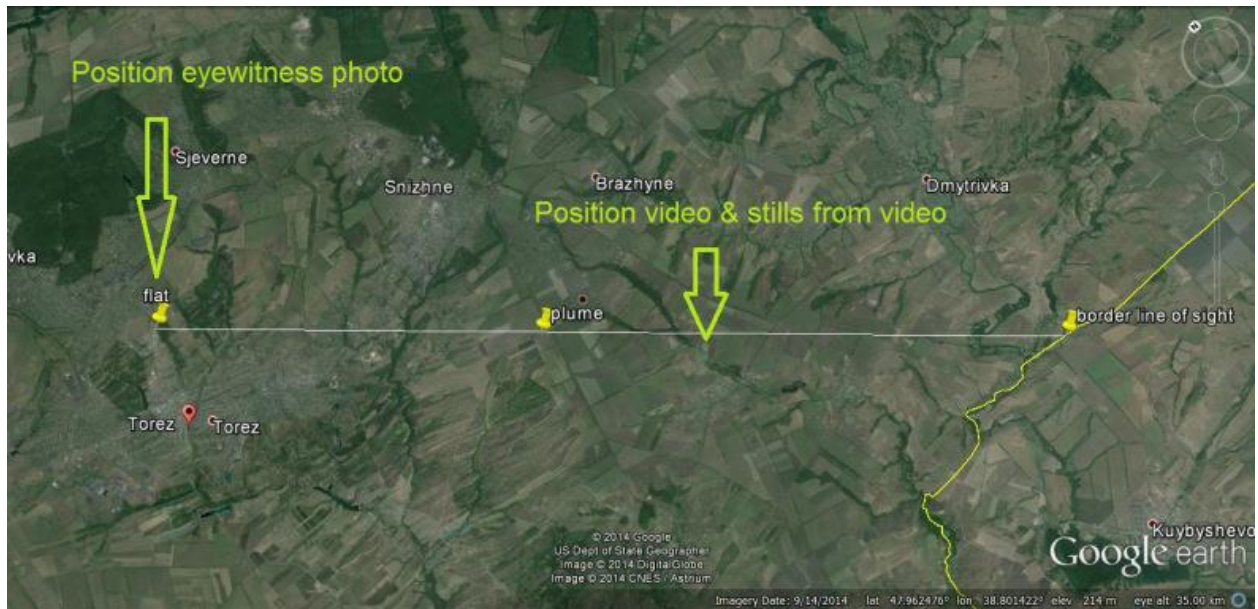 Position eyewitness photo
Sjeverne
Snizhne
Brazhyne
Dmytrivka
Position video & stills from video
vka
flat
plume
border line of sight
Torez
Torez
© 2014 Google
US Dept of State Geographer
Image © 2014 DigitalGlobe
Image © 2014 CNES / Astrium
Kuybyshevo
Google earth
Imagery Date: 9/14/2014 lat 47.962476° lon 38.801422° elev 214 m eye alt 35.00 km